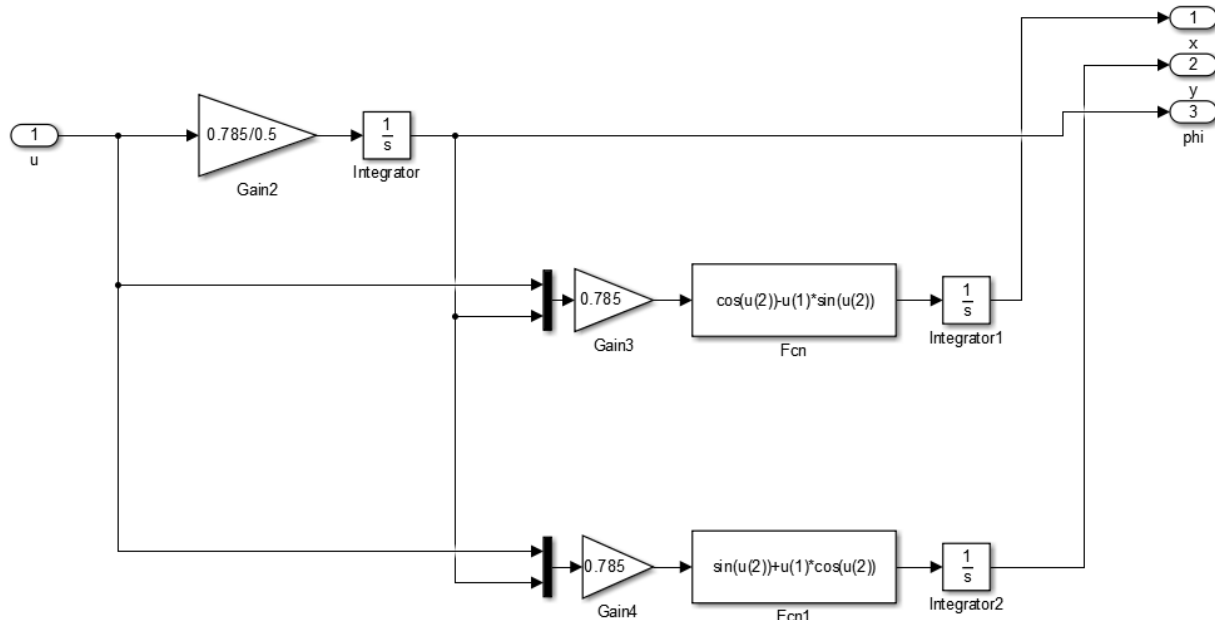 1
x
2
y
3
phi
1
u
0.785/0.5
Gain2
1
s
Integrator
0.785
Gain3
cos(u(2))-u(1)*sin(u(2))
Fcn
1
s
Integrator1
0.785
Gain4
sin(u(2))+u(1)*cos(u(2))
Fcn1
1
s
Integrator2